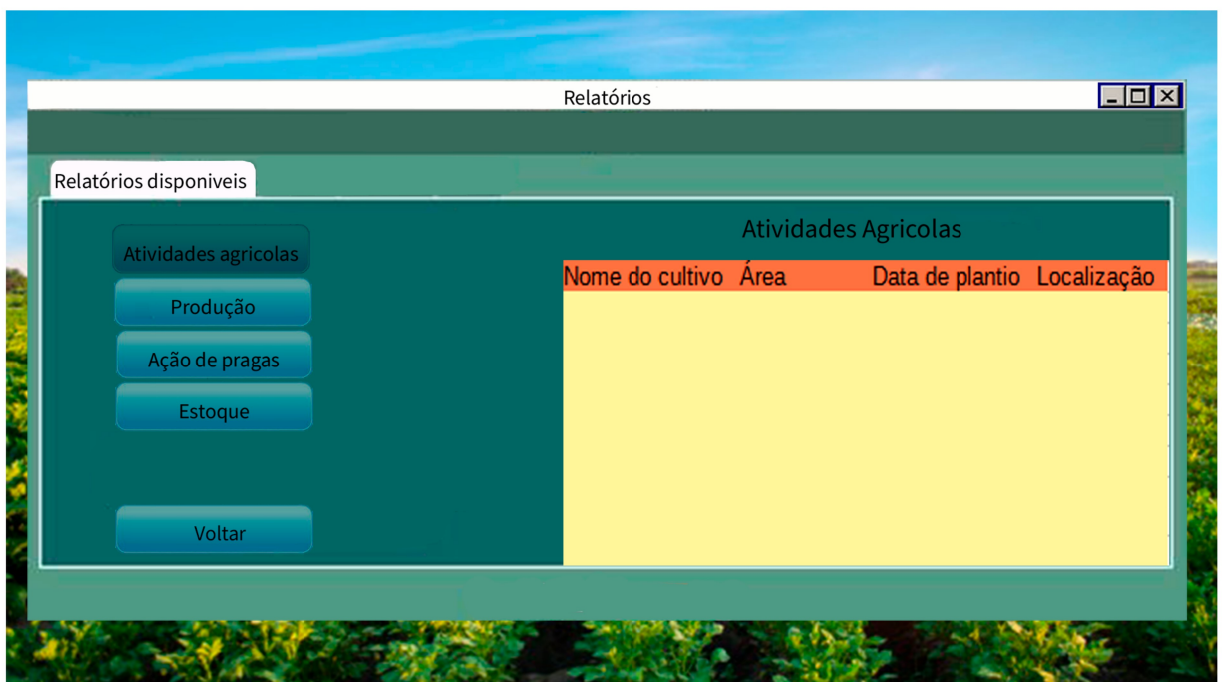 Relatórios
Relatórios disponiveis
Atividades agricolas
Produção
Ação de pragas
Estoque
Voltar
Atividades Agricolas
Nome do cultivo Área Data de plantio Localização